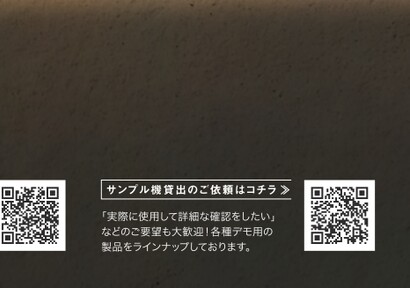 サンプル機貸出のご依頼はコチラ≫
「実際に使用して詳細な確認をしたい」
などのご要望も大歓迎！各種デモ用の
製品をラインナップしております。